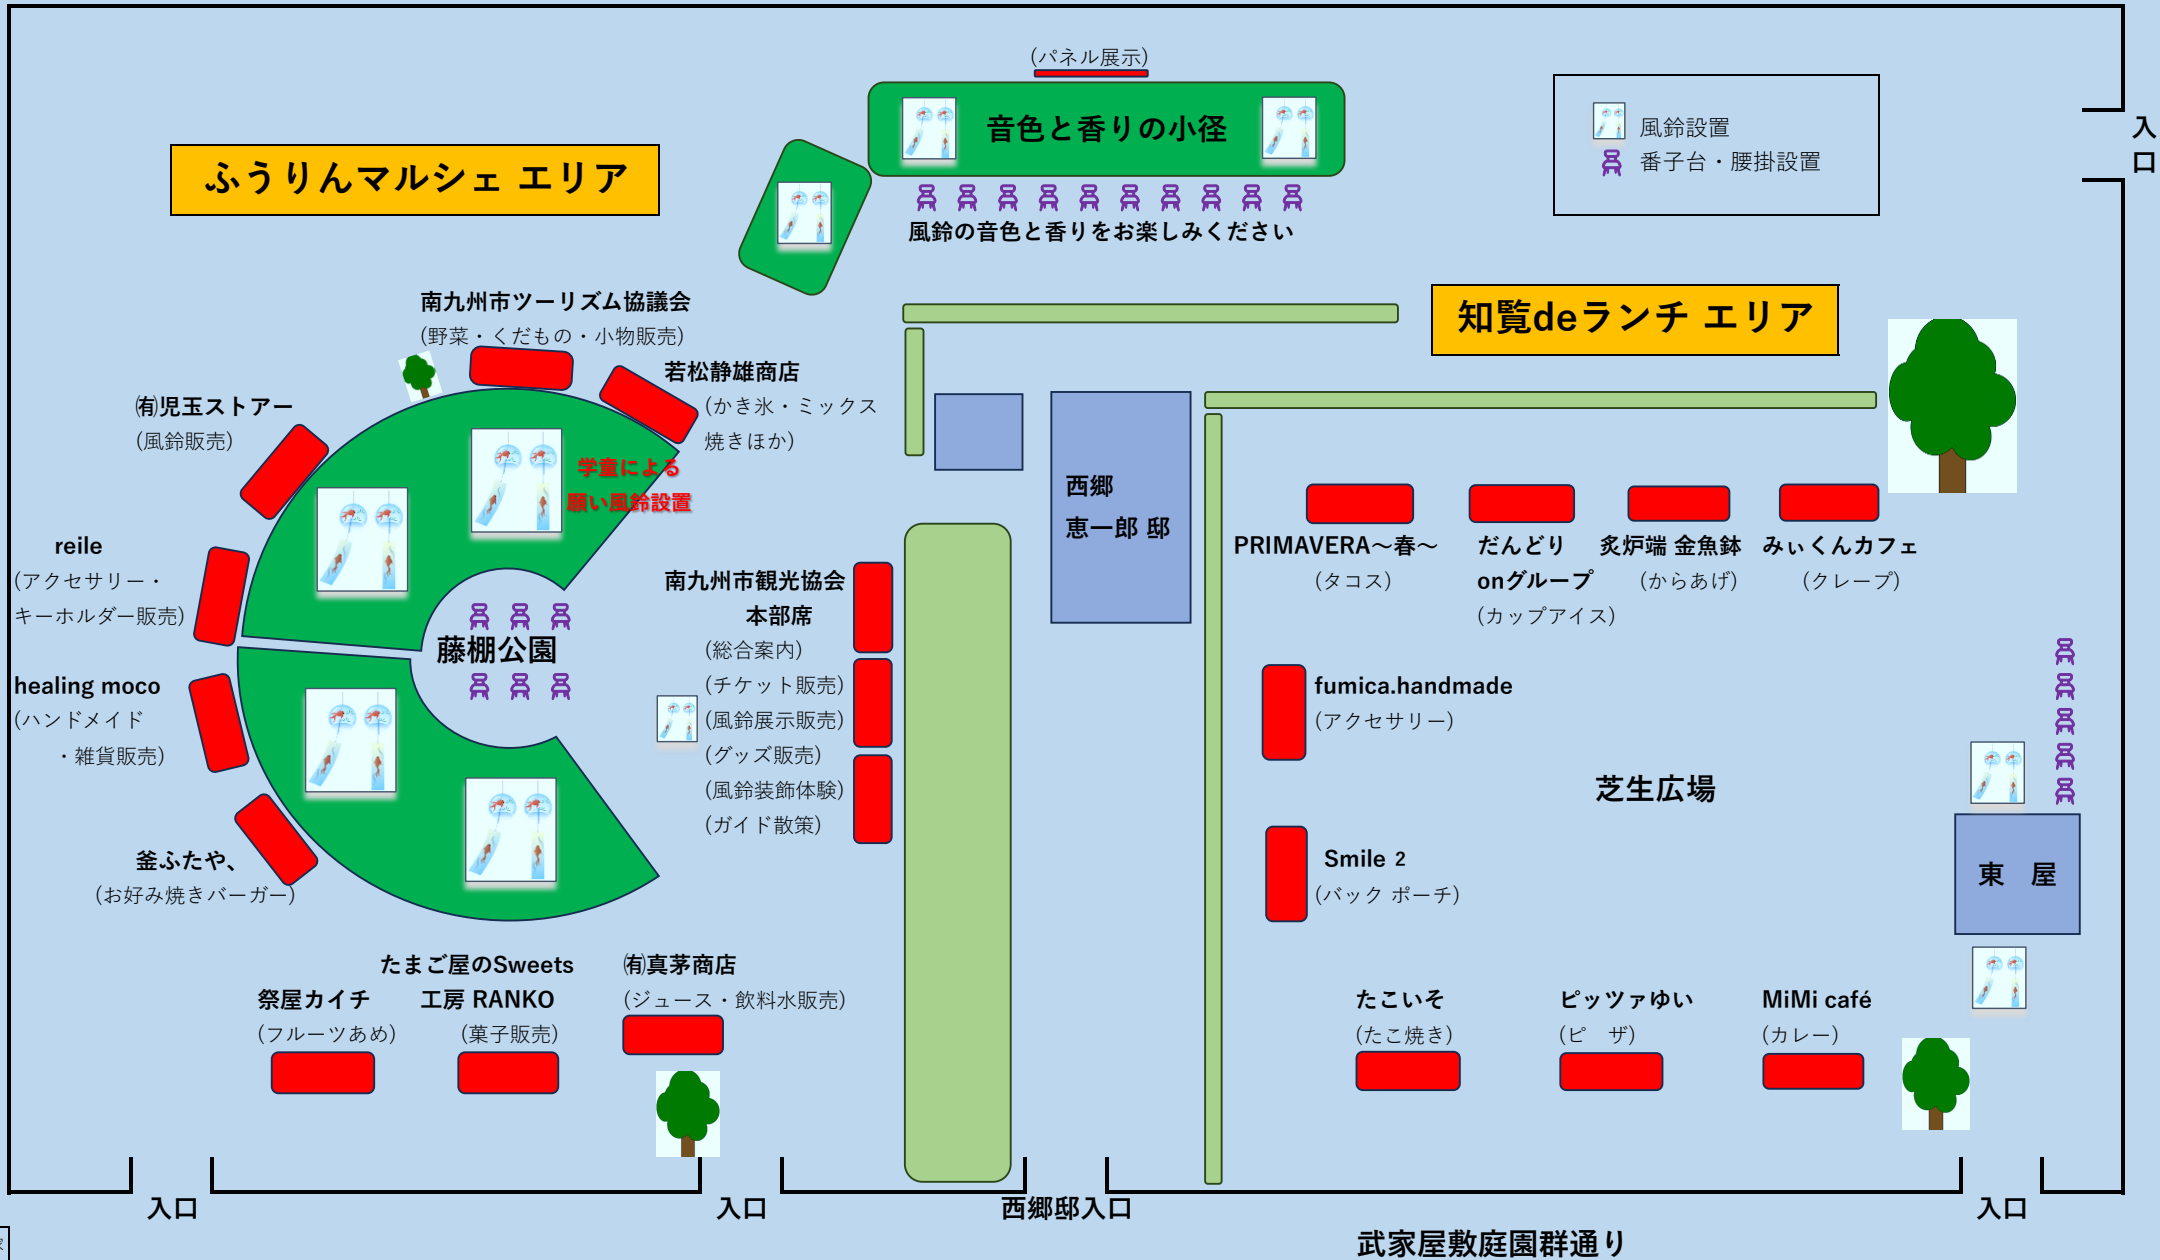 (パネル展示)
音色と香りの小径
風鈴の音色と香りをお楽しみください
風鈴設置
番子台・腰掛設置
入
口
ふうりんマルシェ エリア
知覧deランチ エリア
南九州市ツーリズム協議会
(野菜・くだもの・小物販売)
若松静雄商店
(かき氷・ミックス
焼きほか)
㈲児玉ストアー
(風鈴販売)
学童による
願い風鈴設置
reile
(アクセサリー・
キーホルダー販売)
藤棚公園
healing moco
(ハンドメイド
・雑貨販売)
釜ふたや、
(お好み焼きバーガー)
南九州市観光協会
本部席
(総合案内)
(チケット販売)
(風鈴展示販売)
(グッズ販売)
(風鈴装飾体験)
(ガイド散策)
祭屋カイチ
(フルーツあめ)
たまご屋のSweets
工房 RANKO
(菓子販売)
㈲真茅商店
(ジュース・飲料水販売)
西郷
恵一郎 邸
PRIMAVERA～春～
(タコス)
だんどり
onグループ
(カップアイス)
炙炉端 金魚鉢
(からあげ)
みぃくんカフェ
(クレープ)
fumica.handmade
(アクセサリー)
芝生広場
Smile 2
(バック ポーチ)
東 屋
たこいそ
(たこ焼き)
ピッツァゆい
(ピ ザ)
MiMi café
(カレー)
入口
入口
西郷邸入口
入口
武家屋敷庭園群通り